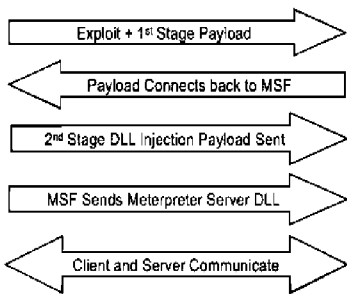 Exploit + 1st Stage Payload
Payload Connects back to MSF
2nd Stage DLL Injection Payload Sent
MSF Sends Meterpreter Server DLL
Client and Server Communicate